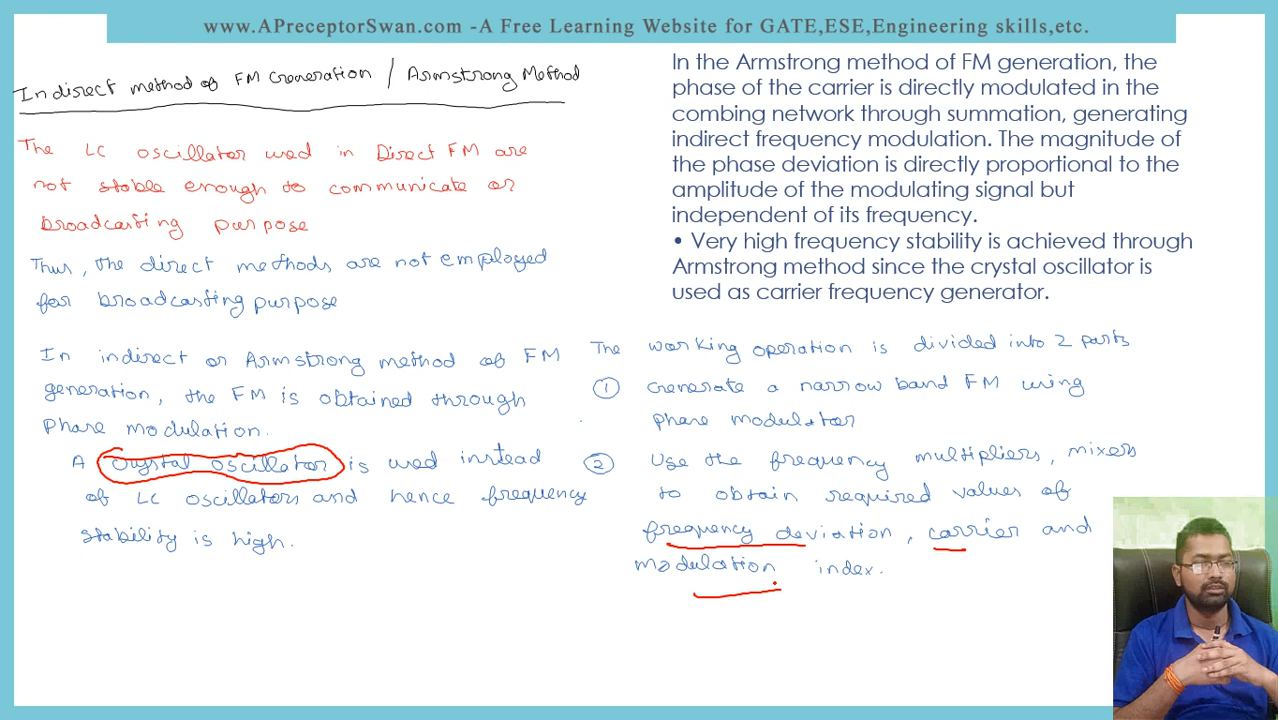 www.APreceptorSwan.com -A Free Learning Website for GATE,ESE,Engineering skills,etc.
Indirect method of FM Generation / Armstrong Method
The LC oscillator used in Direct FM are
not stable enough to communicate or
broadcasting purpose
Thus, the direct methods are not employed
for broadcasting purpose
In indirect or Armstrong method of FM
generation, the FM is obtained through
Phase modulation.
A crystal oscillator is used instead
of LC oscillators and hence frequency
stability is high.
In the Armstrong method of FM generation, the
phase of the carrier is directly modulated in the
combing network through summation, generating
indirect frequency modulation. The magnitude of
the phase deviation is directly proportional to the
amplitude of the modulating signal but
independent of its frequency.
• Very high frequency stability is achieved through
Armstrong method since the crystal oscillator is
used as carrier frequency generator.
The working operation is divided into 2 parts
1 Generate a narrow band FM using
phase modulator
2 Use the frequency multipliers, mixers
to obtain required values of
frequency deviation, carrier and
modulation index.